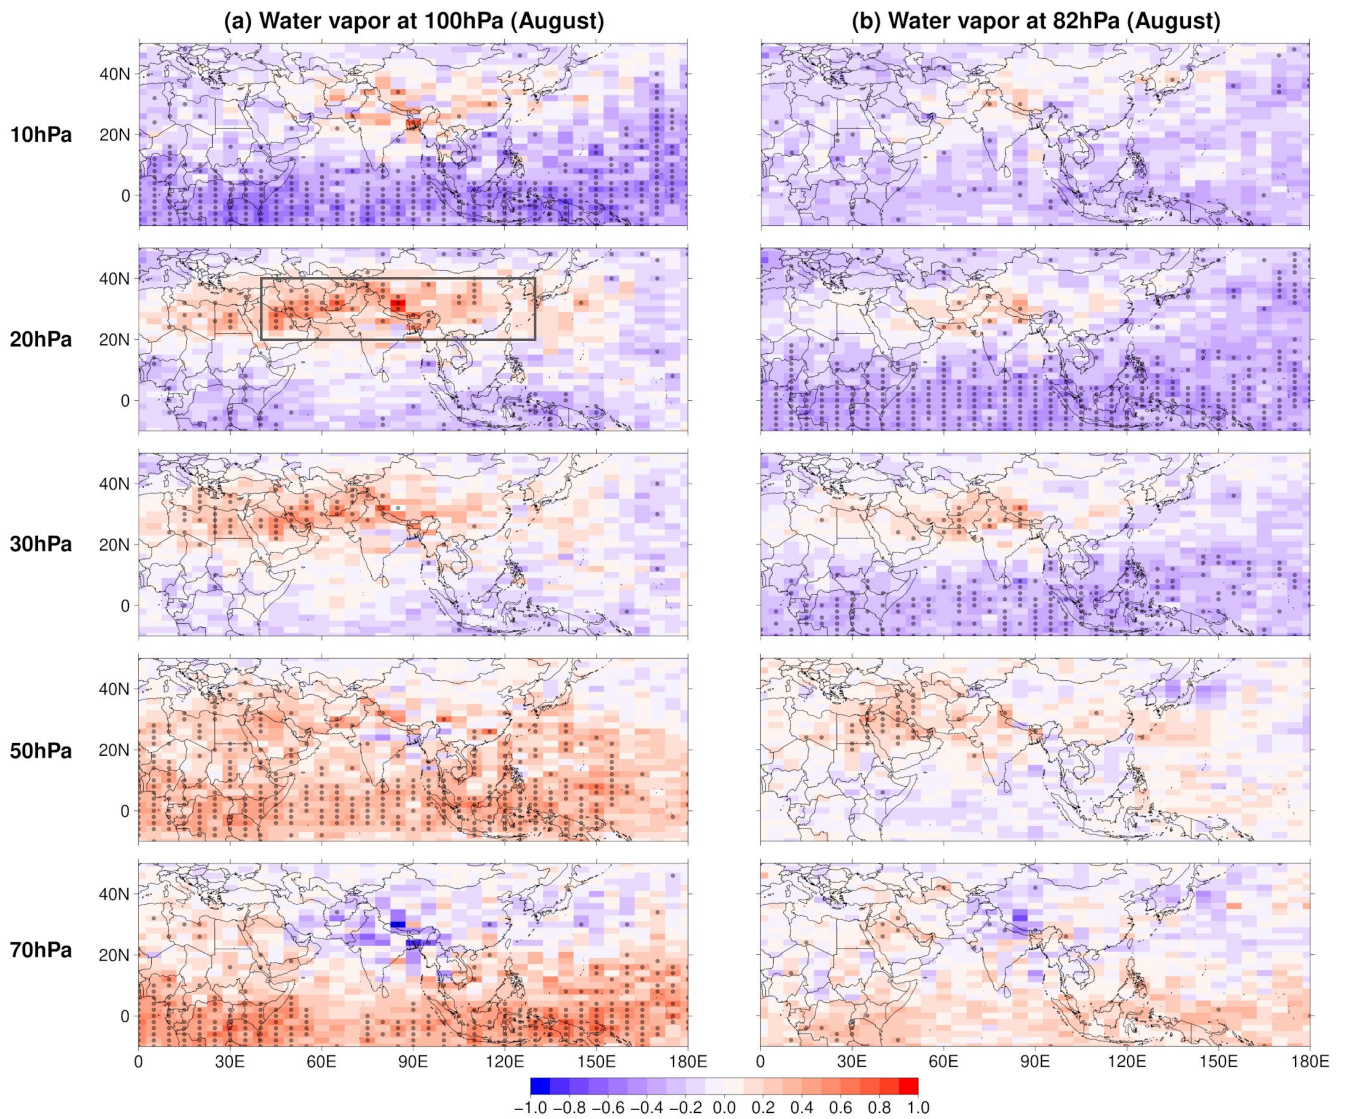 (a) Water vapor at 100hPa (August)
(b) Water vapor at 82hPa (August)
10hPa
40N
20N
0
20hPa
40N
20N
0
30hPa
40N
20N
0
50hPa
40N
20N
0
70hPa
40N
20N
0
0 30E 60E 90E 120E 150E 180E
0 30E 60E 90E 120E 150E 180E
−1.0 −0.8 −0.6 −0.4 −0.2 0.0 0.2 0.4 0.6 0.8 1.0